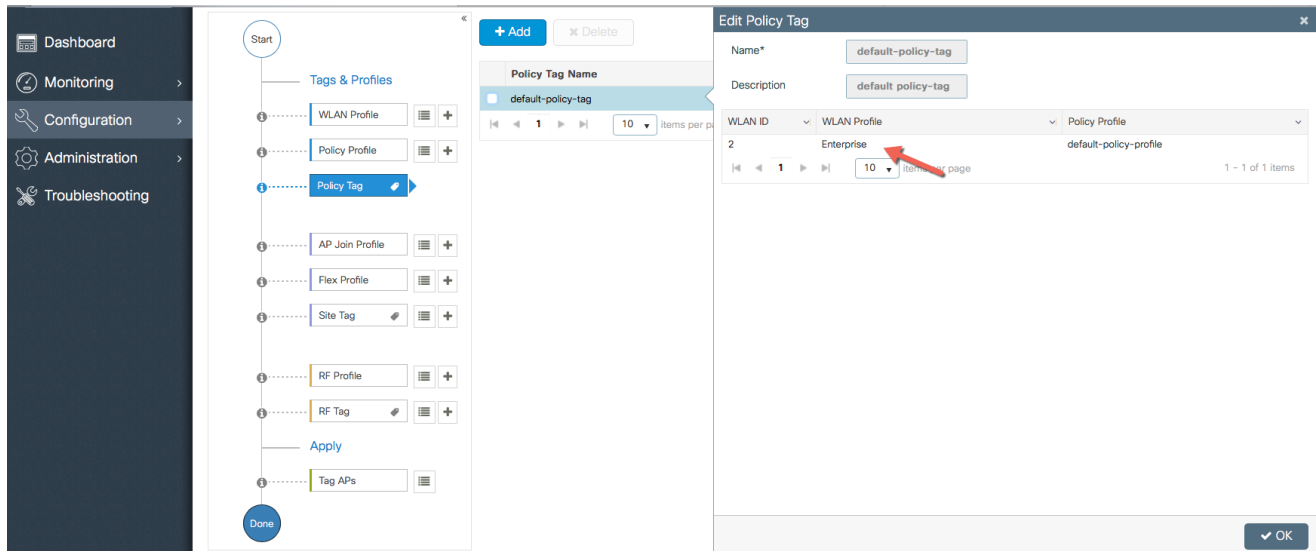 Dashboard
Monitoring
Configuration
Administration
Troubleshooting
Start
Tags & Profiles
WLAN Profile
Policy Profile
Policy Tag
AP Join Profile
Flex Profile
Site Tag
RF Profile
RF Tag
Apply
Tag APs
Done
Add
Delete
Policy Tag Name
default-policy-tag
1 10 items per
Edit Policy Tag
Name* default-policy-tag
Description default policy-tag
WLAN ID WLAN Profile Policy Profile
2 Enterprise default-policy-profile
1 10 items per page 1 - 1 of 1 items
OK